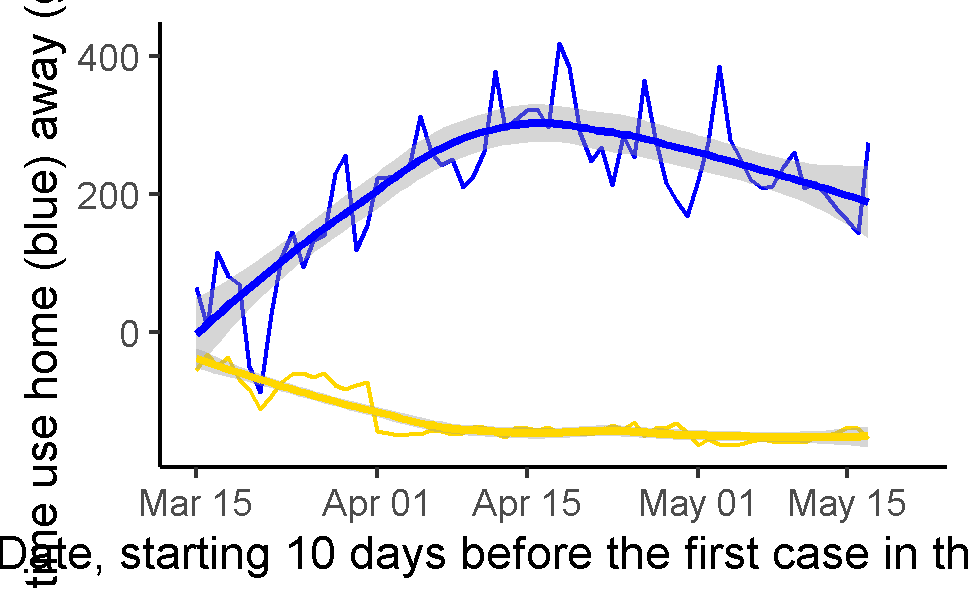 time use home (blue) away (
400
200
0
Mar 15 Apr 01 Apr 15 May 01 May 15
Date, starting 10 days before the first case in th